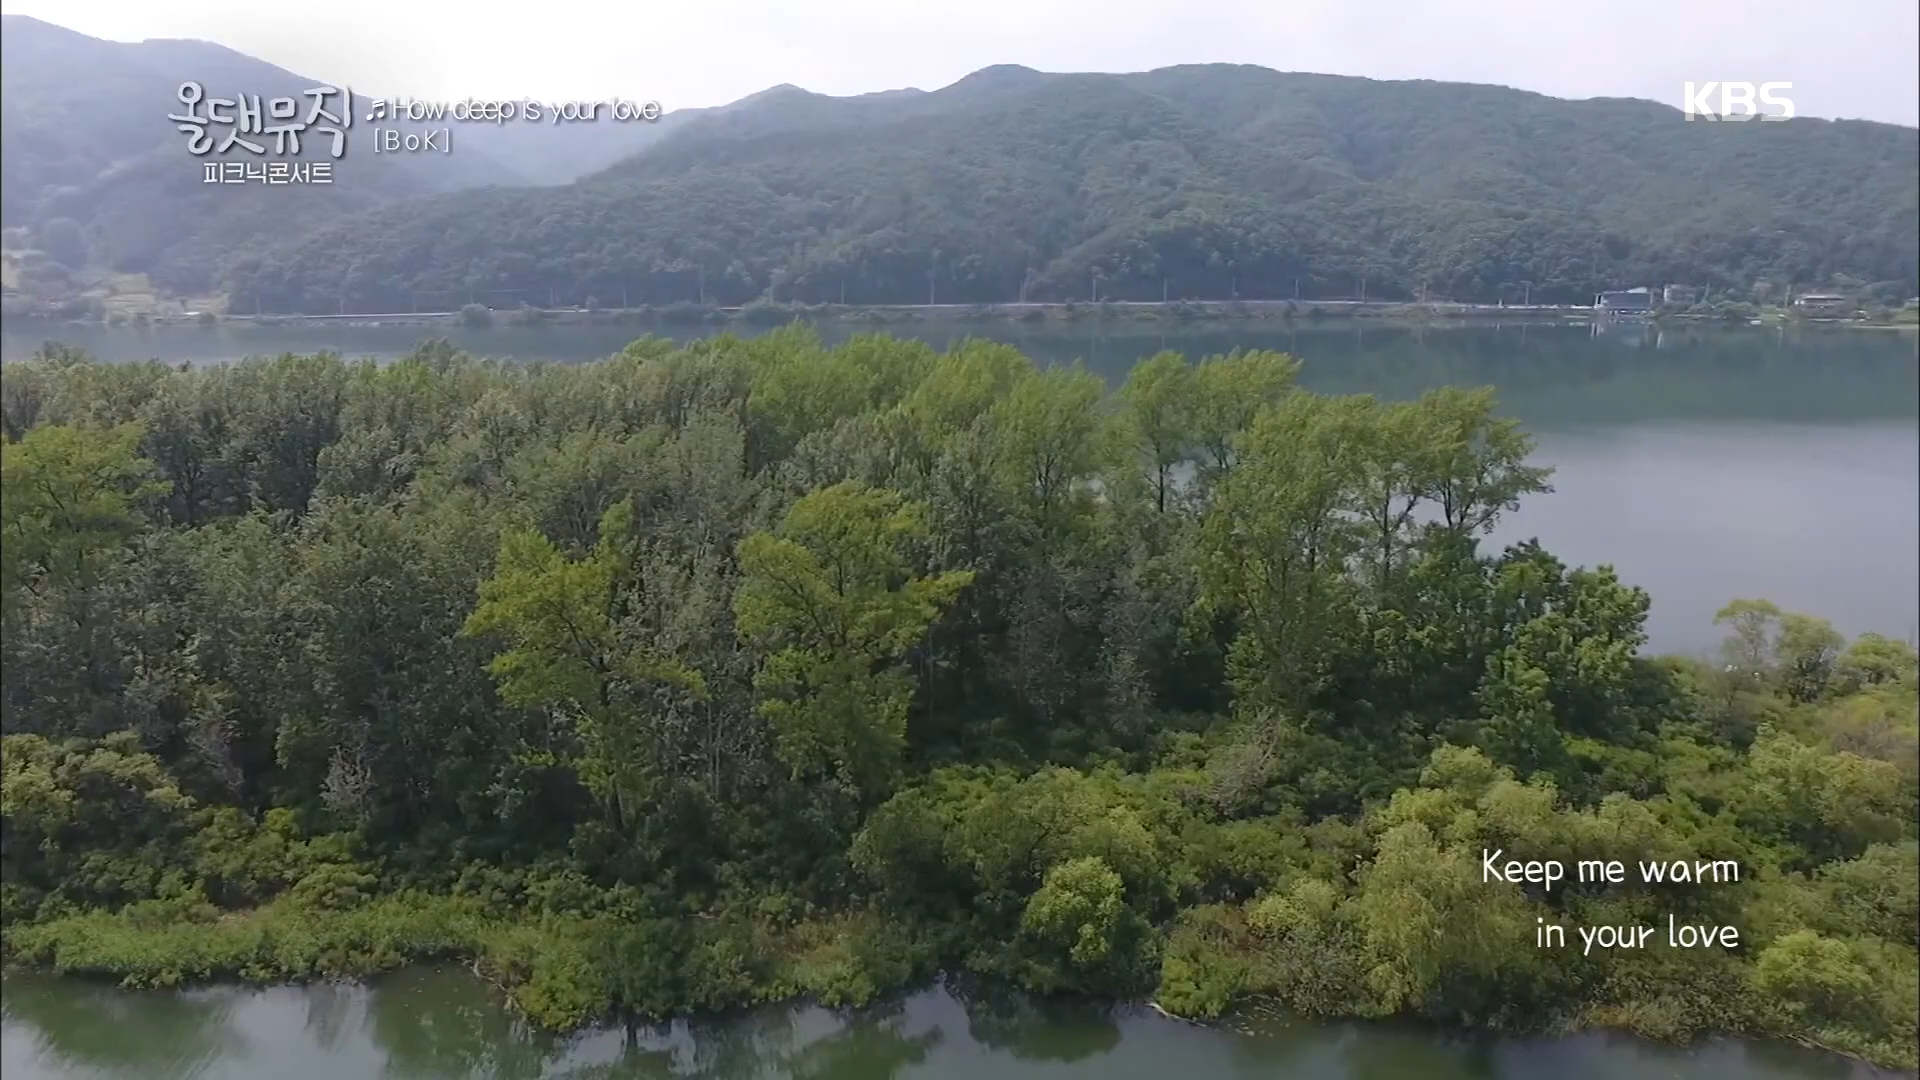 올댓뮤직
피크닉콘서트
♬How deep is your love
[BoK]
KBS
Keep me warm
in your love